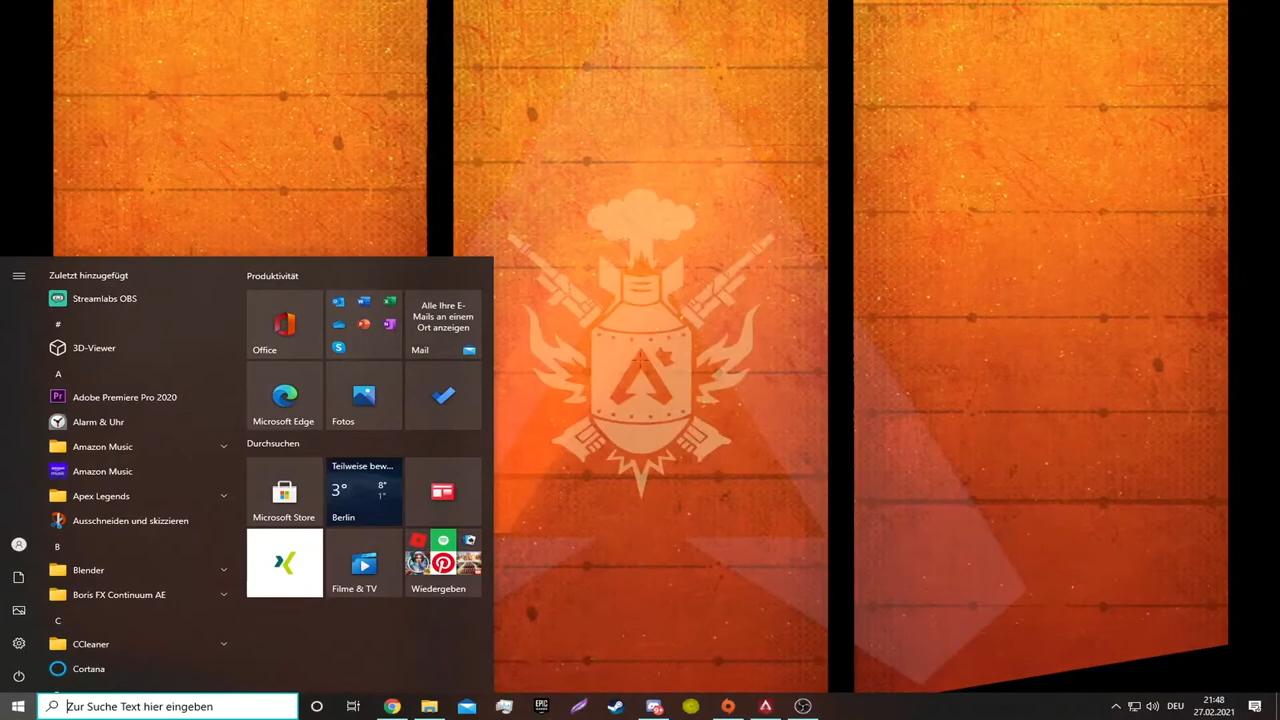 Zuletzt hinzugefügt
Streamlabs OBS
#
3D-Viewer
A
Adobe Premiere Pro 2020
Alarm & Uhr
Amazon Music
Amazon Music
Apex Legends
Ausschneiden und skizzieren
B
Blender
Boris FX Continuum AE
C
CCleaner
Cortana
Produktivität
Office
Alle Ihre E-
Mails an einem
Ort anzeigen
Mail
Microsoft Edge
Fotos
Durchsuchen
Microsoft Store
Teilweise bew...
3° 8°
1°
Berlin
Filme & TV
Wiedergeben
Zur Suche Text hier eingeben
EPIC
DEU
21:48
27.02.2021